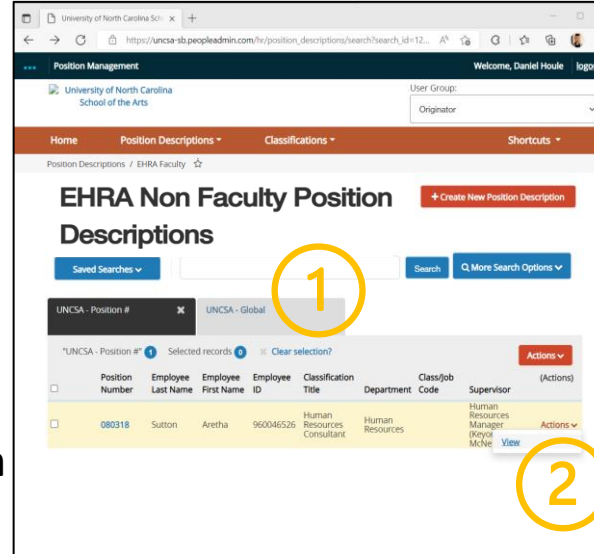 University of North Carolina Scho
https://uncsa-sb.peopleadmin.com/hr/position_descriptions/search?search_id=12...
Position Management
Welcome, Daniel Houle
University of North Carolina
School of the Arts
User Group:
Originator
Home Position Descriptions Classifications Shortcuts
Position Descriptions / EHRA Faculty
EHRA Non Faculty Position
Descriptions
+ Create New Position Description
Saved Searches
Search
More Search Options
1
UNCSA - Position #
UNCSA - Global
"UNCSA - Position #" 1 Selected records 0 Clear selection?
Actions
Position Number
Employee Last Name
Employee First Name
Employee ID
Classification Title
Department
Class/Job Code
Supervisor
(Actions)
080318
Sutton
Aretha
960046526
Human
Resources
Consultant
Human
Resources
Human
Resources
Manager
Actions
View
2